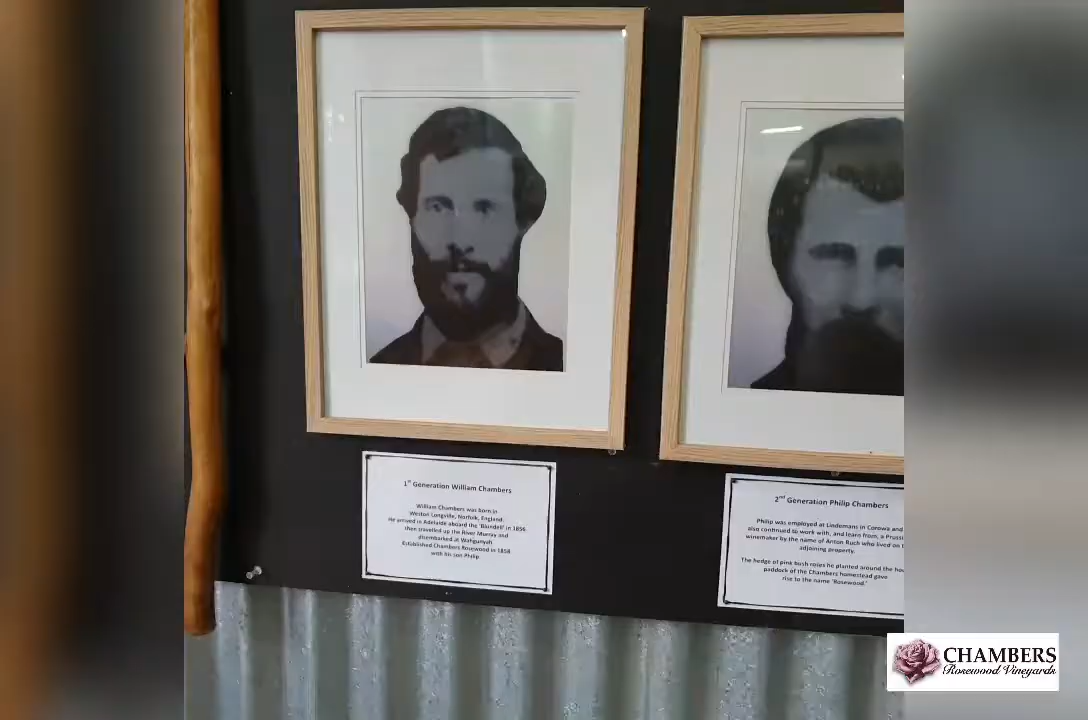 1st Generation William Chambers
William Chambers was born in
Weston Longville, Norfolk, England.
He arrived in Adelaide aboard the 'Blundell' in 1856
then travelled up the River Murray and
disembarked at Wahgunyah
Established Chambers Rosewood in 1858
with his son Philip
2nd Generation Philip Chambers
Philip was employed at Lindemans in Corowa and
also continued to work with, and learn from, a Prussi
winemaker by the name of Anton Ruch who lived on t
adjoining property.
The hedge of pink bush roses he planted around the hou
paddock of the Chambers homestead gave
rise to the name 'Rosewood.'
CHAMBERS
Rosewood Vineyards